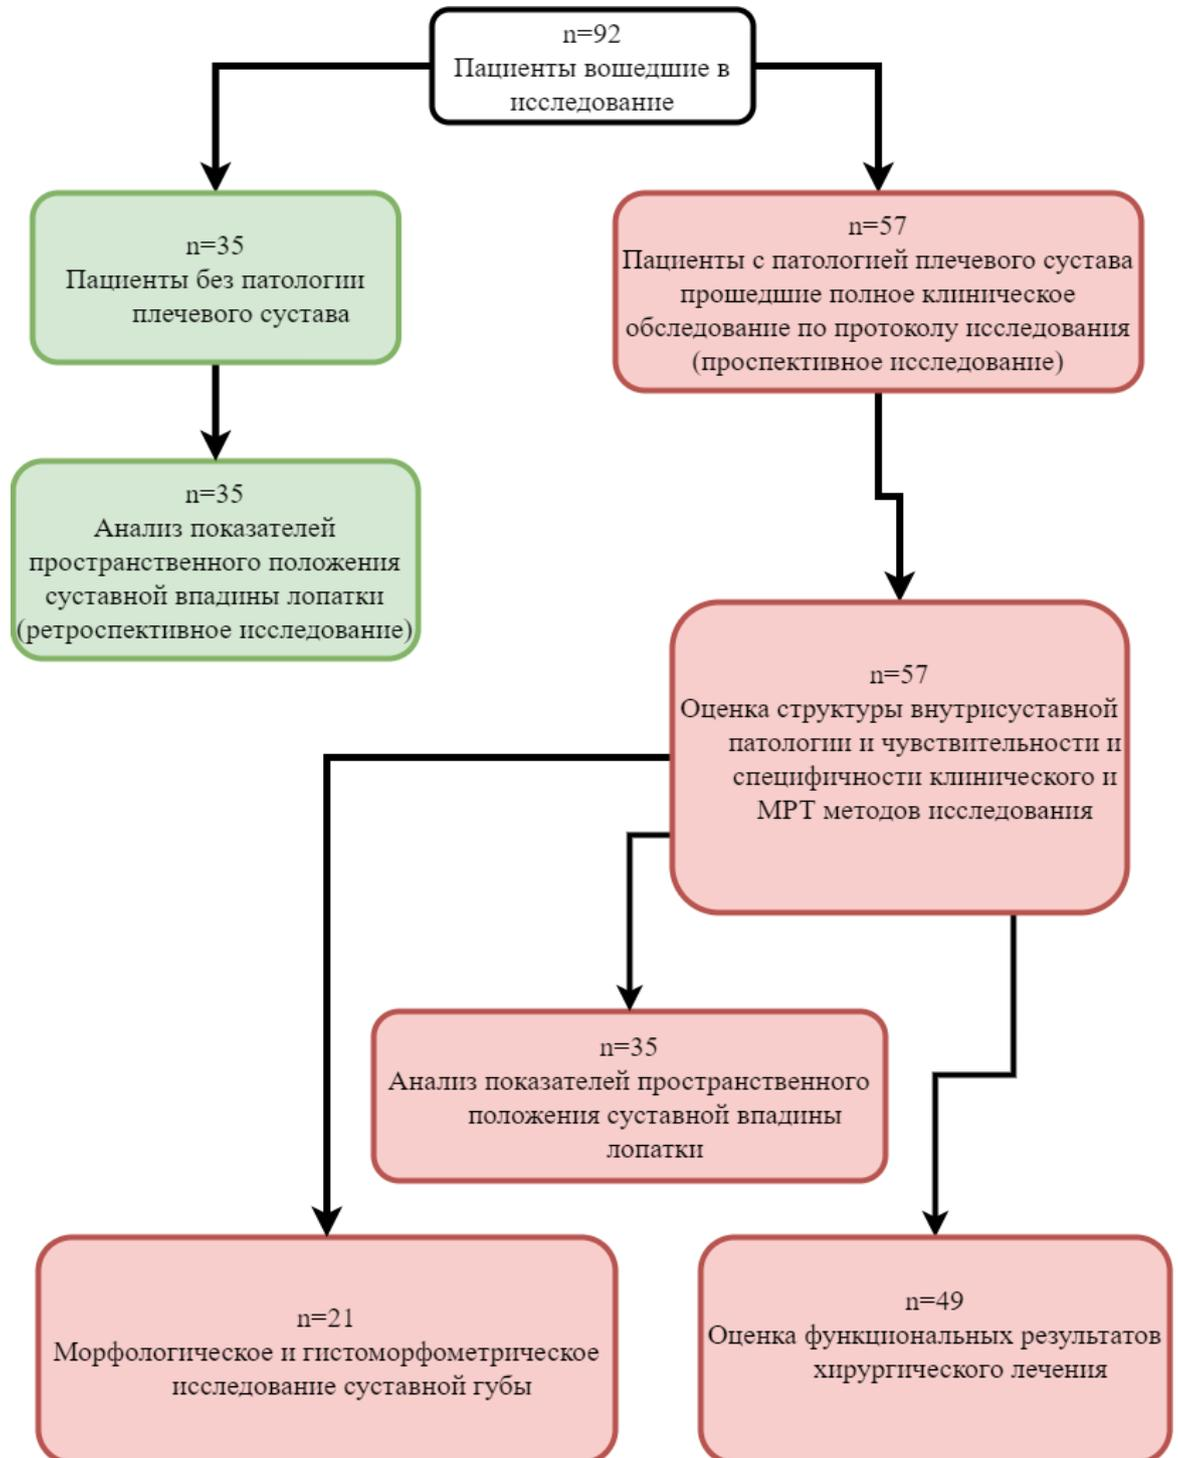 n=92
Пациенты вошедшие в
исследование
n=35
Пациенты без патологии
плечевого сустава
n=57
Пациенты с патологией плечевого сустава
прошедшие полное клиническое
обследование по протоколу исследования
(проспективное исследование)
n=35
Анализ показателей
пространственного положения
суставной впадины лопатки
(ретроспективное исследование)
n=57
Оценка структуры внутрисуставной
патологии и чувствительности и
специфичности клинического и
МРТ методов исследования
n=35
Анализ показателей пространственного
положения суставной впадины
лопатки
n=21
Морфологическое и гистоморфометрическое
исследование суставной губы
n=49
Оценка функциональных результатов
хирургического лечения